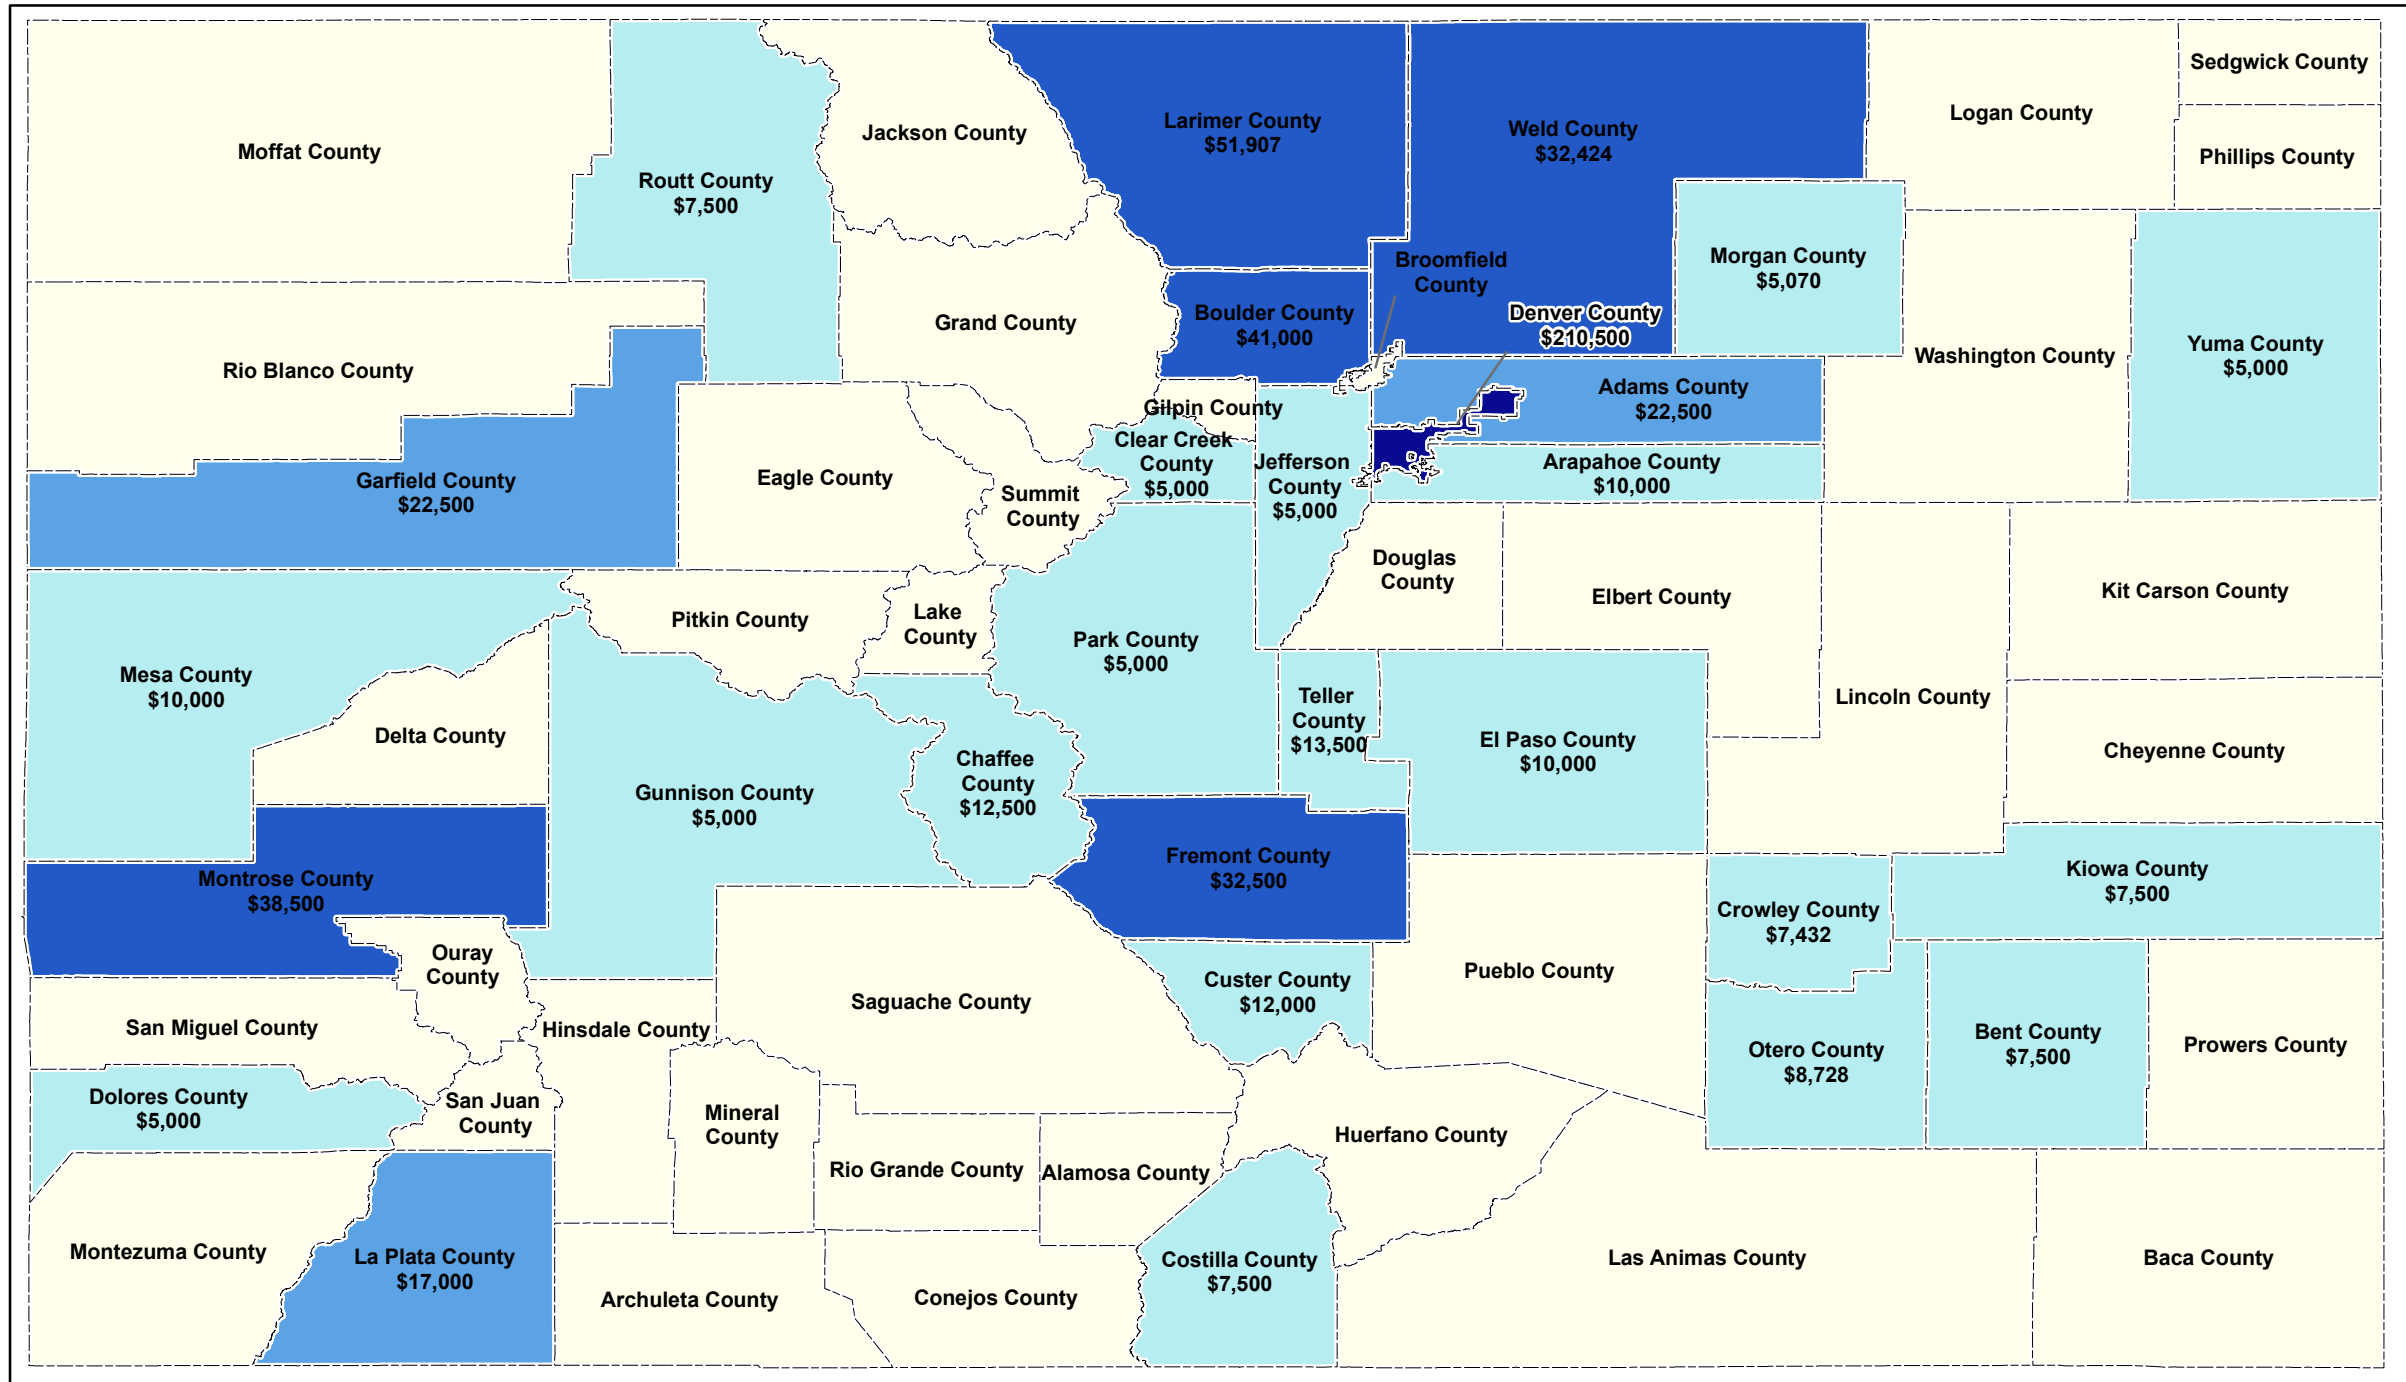 Sedgwick County
Logan County
Larimer County
$51,907
Weld County
$32,424
Jackson County
Moffat County
Phillips County
Routt County
$7,500
Morgan County
$5,070
Broomfield
County
Boulder County
$41,000
Denver County
$210,500
Grand County
Washington County
Yuma County
$5,000
Rio Blanco County
Adams County
$22,500
Gilpin County
Clear Creek
County
$5,000
Jefferson
County
$5,000
Arapahoe County
$10,000
Garfield County
$22,500
Eagle County
Summit
County
Douglas
County
Elbert County
Kit Carson County
Pitkin County
Lake
County
Park County
$5,000
Mesa County
$10,000
Teller
County
$13,500
Lincoln County
Delta County
El Paso County
$10,000
Cheyenne County
Chaffee
County
$12,500
Gunnison County
$5,000
Fremont County
$32,500
Kiowa County
$7,500
Montrose County
$38,500
Crowley County
$7,432
Ouray
County
Pueblo County
Custer County
$12,000
Saguache County
San Miguel County
Hinsdale County
Otero County
$8,728
Bent County
$7,500
Prowers County
Dolores County
$5,000
San Juan
County
Mineral
County
Huerfano County
Rio Grande County
Alamosa County
Montezuma County
La Plata County
$17,000
Costilla County
$7,500
Las Animas County
Baca County
Archuleta County
Conejos County